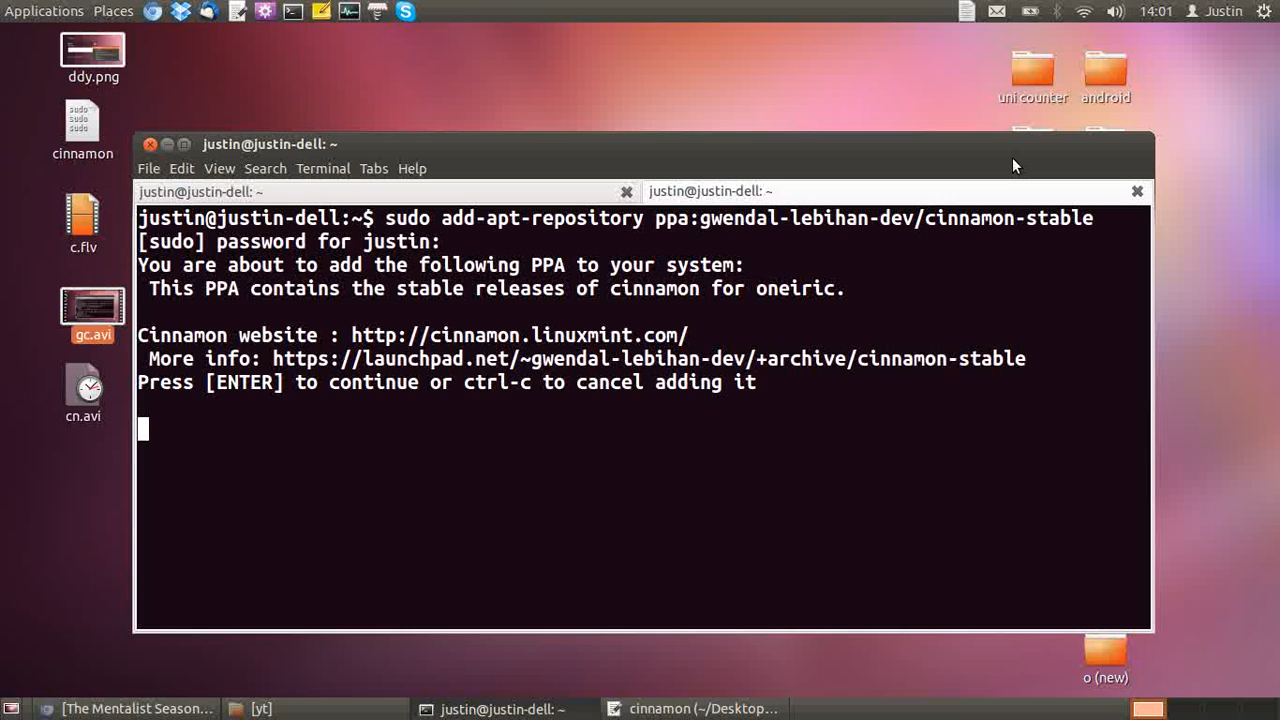 Applications Places 14:01 Justin
ddy.png
uni counter android
sudo
sudo
sudo
cinnamon
justin@justin-dell: ~
File Edit View Search Terminal Tabs Help
justin@justin-dell: ~ justin@justin-dell: ~
justin@justin-dell:~$ sudo add-apt-repository ppa:gwendal-lebihan-dev/cinnamon-stable
[sudo] password for justin:
You are about to add the following PPA to your system:
This PPA contains the stable releases of cinnamon for oneiric.
c.flv
Cinnamon website : http://cinnamon.linuxmint.com/
gc.avi
More info: https://launchpad.net/~gwendal-lebihan-dev/+archive/cinnamon-stable
Press [ENTER] to continue or ctrl-c to cancel adding it
cn.avi
o (new)
[The Mentalist Season... [yt] justin@justin-dell: ~ cinnamon (~/Desktop...